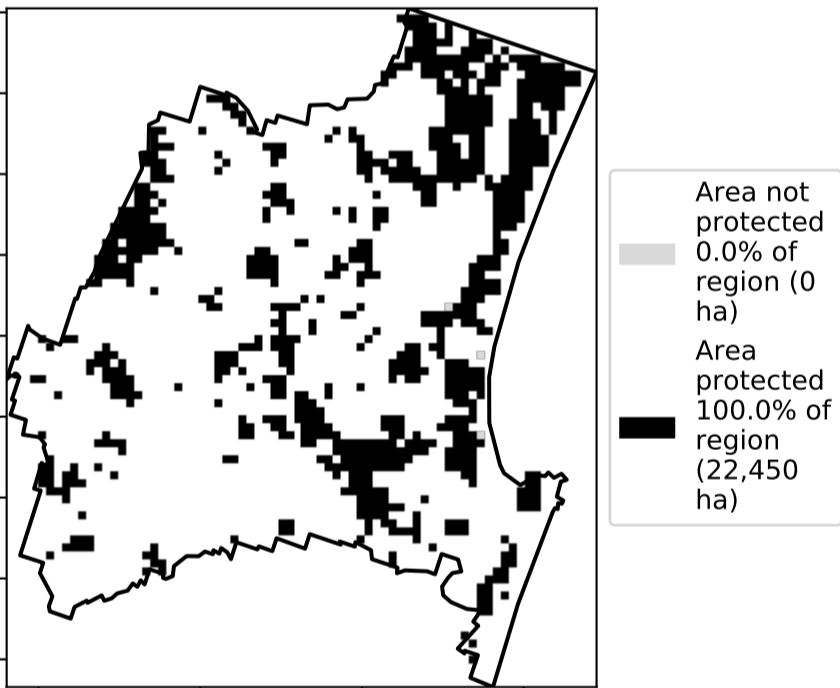 Area not
protected
0.0% of
region (0
ha)
Area
protected
100.0% of
region
(22,450
ha)